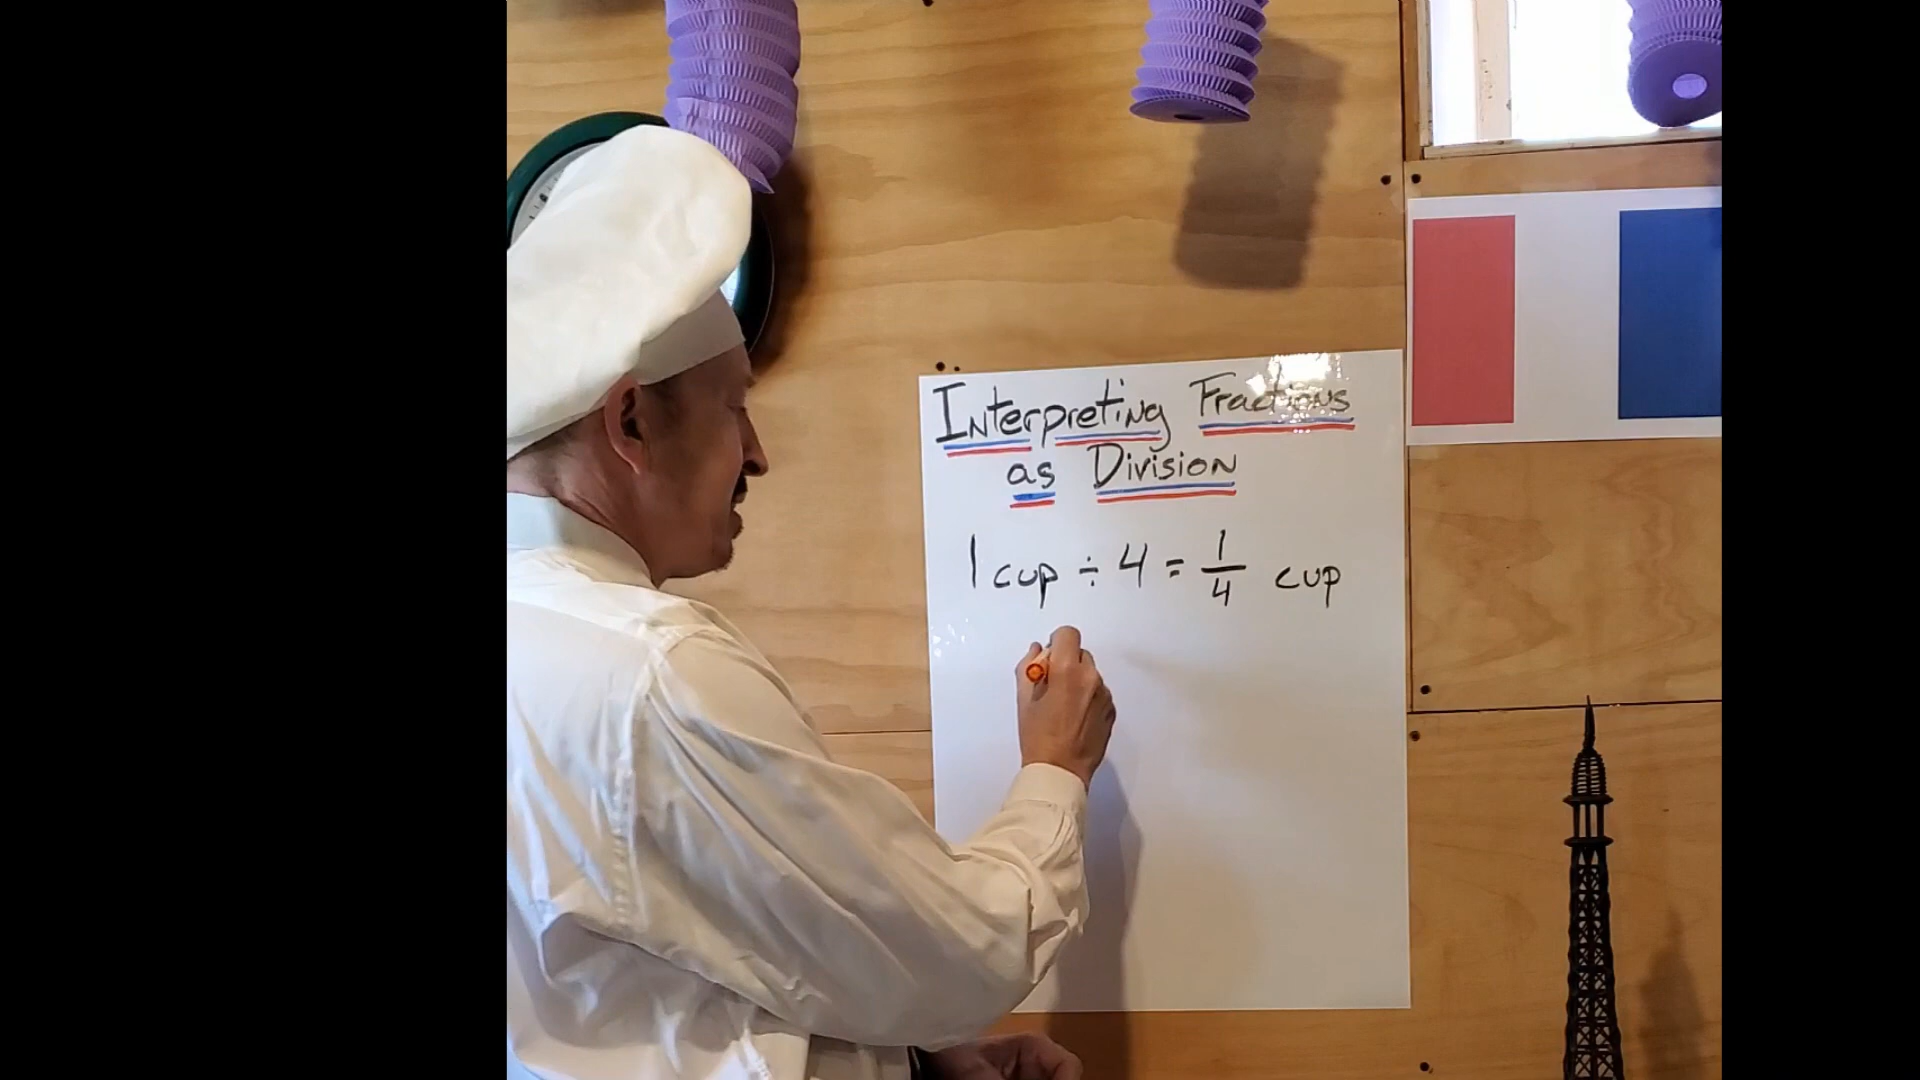 Interpreting Fractions
as Division
1 cup ÷ 4 = 1/4 cup